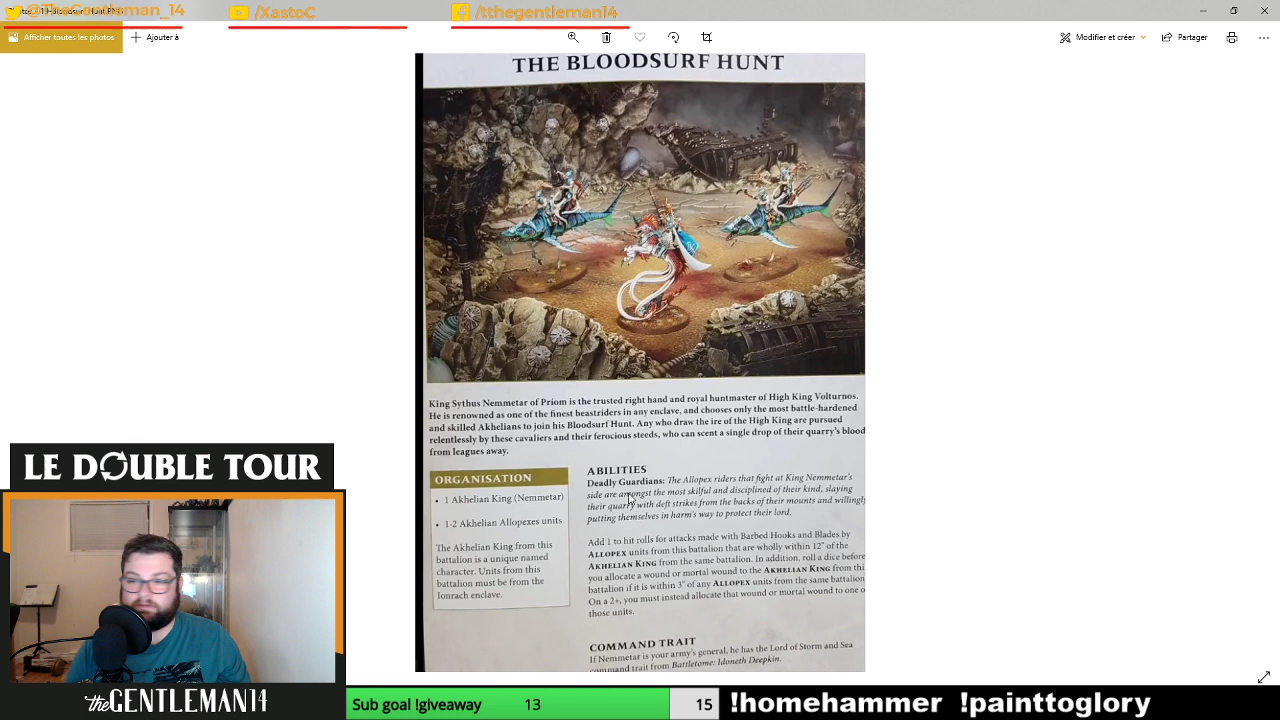 @TheGentleman_14
/XastoC
/tthegentleman14
Afficher toutes les photos
Ajouter à
Modifier et créer
Partager
THE BLOODSURF HUNT
King Sythus Nemmetar of Priom is the trusted right hand and royal huntmaster of High King Volturnos.
He is renowned as one of the finest beastriders in any enclave, and chooses only the most battle-hardened
and skilled Akhelians to join his Bloodsurf Hunt. Any who draw the ire of the High King are pursued
relentlessly by these cavaliers and their ferocious steeds, who can scent a single drop of their quarry's blood
from leagues away.
ORGANISATION
• 1 Akhelian King (Nemmetar)
• 1-2 Akhelian Allopexes units
The Akhelian King from this
battalion is a unique named
character. Units from this
battalion must be from the
Ionrach enclave.
ABILITIES
Deadly Guardians: The Allopex riders that fight at King Nemmetar's
side are amongst the most skilful and disciplined of their kind, slaying
their quarry with deft strikes from the backs of their mounts and willingly
putting themselves in harm's way to protect their lord.
Add 1 to hit rolls for attacks made with Barbed Hooks and Blades by
ALLOPEX units from this battalion that are wholly within 12" of the
AKHELIAN KING from the same battalion. In addition, roll a dice before
you allocate a wound or mortal wound to the AKHELIAN KING from thi
battalion if it is within 3" of any ALLOPEX units from the same battalion
On a 2+, you must instead allocate that wound or mortal wound to one o
those units.
COMMAND TRAIT
If Nemmetar is your army's general, he has the Lord of Storm and Sea
command trait from Battletome: Idoneth Deepkin.
LE DOUBLE TOUR
theGENTLEMAN14
Sub goal !giveaway 13 15
!homehammer !painttoglory